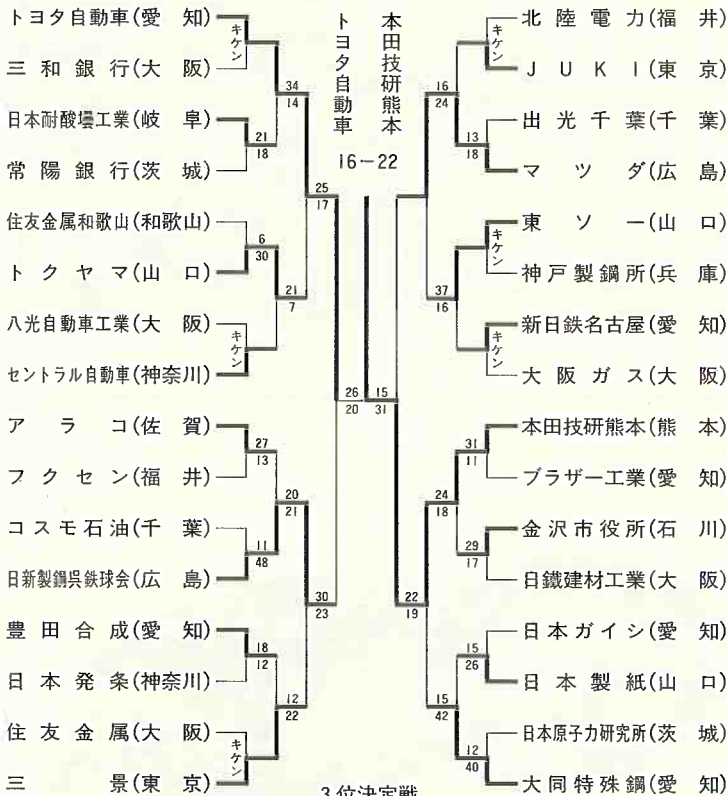 トヨタ自動車(愛知)
三和銀行(大阪)
キケン
34
14
日本耐酸壜工業(岐阜)
常陽銀行(茨城)
21
18
25
17
住友金属和歌山(和歌山)
トクヤマ(山口)
6
30
21
7
八光自動車工業(大阪)
セントラル自動車(神奈川)
キケン
アラコ(佐賀)
フクセン(福井)
27
13
20
21
コスモ石油(千葉)
日新製鋼呉鉄球会(広島)
11
48
30
23
豊田合成(愛知)
日本発条(神奈川)
18
12
12
22
住友金属(大阪)
三景(東京)
キケン
26
20
トヨタ自動車
本田技研熊本
16-22
15
31
北陸電力(福井)
JUKI(東京)
キケン
16
24
出光千葉(千葉)
マツダ(広島)
13
18
東ソー(山口)
神戸製鋼所(兵庫)
キケン
37
16
新日鉄名古屋(愛知)
大阪ガス(大阪)
キケン
本田技研熊本(熊本)
ブラザー工業(愛知)
31
11
24
18
金沢市役所(石川)
日鐵建材工業(大阪)
29
17
22
19
日本ガイシ(愛知)
日本製紙(山口)
15
26
15
42
日本原子力研究所(茨城)
大同特殊鋼(愛知)
12
40
3位決定戦